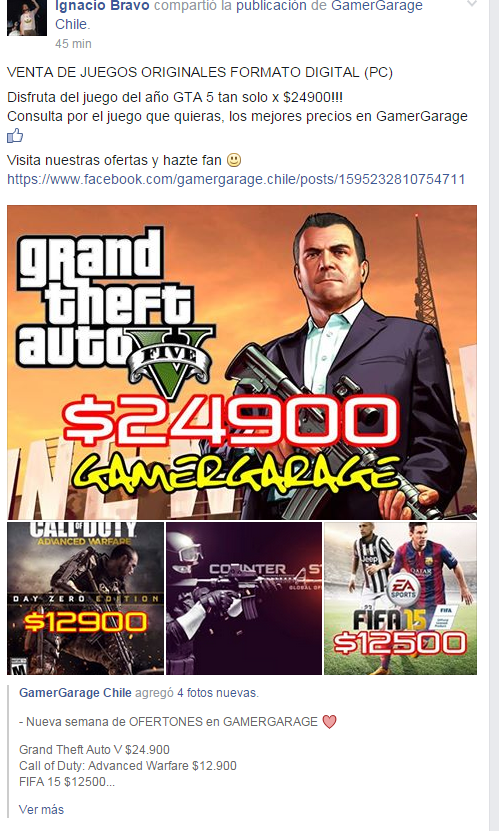 Ignacio Bravo compartió la publicación de GamerGarage
Chile.
45 min
VENTA DE JUEGOS ORIGINALES FORMATO DIGITAL (PC)
Disfruta del juego del año GTA 5 tan solo x $24900!!!
Consulta por el juego que quieras, los mejores precios en GamerGarage
Visita nuestras ofertas y hazte fan
https://www.facebook.com/gamergarage.chile/posts/1595232810754711
grand
theft
auto V
FIVE
$24900
GAMERGARAGE
CALL OF DUTY
ADVANCED WARFARE
DAY ZERO EDITION
$12900
M
COUNTER ST
GLOBAL OF
Jeep
QATAR
EA
SPORTS
FIFA 15
FIFA
$12500
GamerGarage Chile agregó 4 fotos nuevas.
- Nueva semana de OFERTONES en GAMERGARAGE
Grand Theft Auto V $24.900
Call of Duty: Advanced Warfare $12.900
FIFA 15 $12500...
Ver más